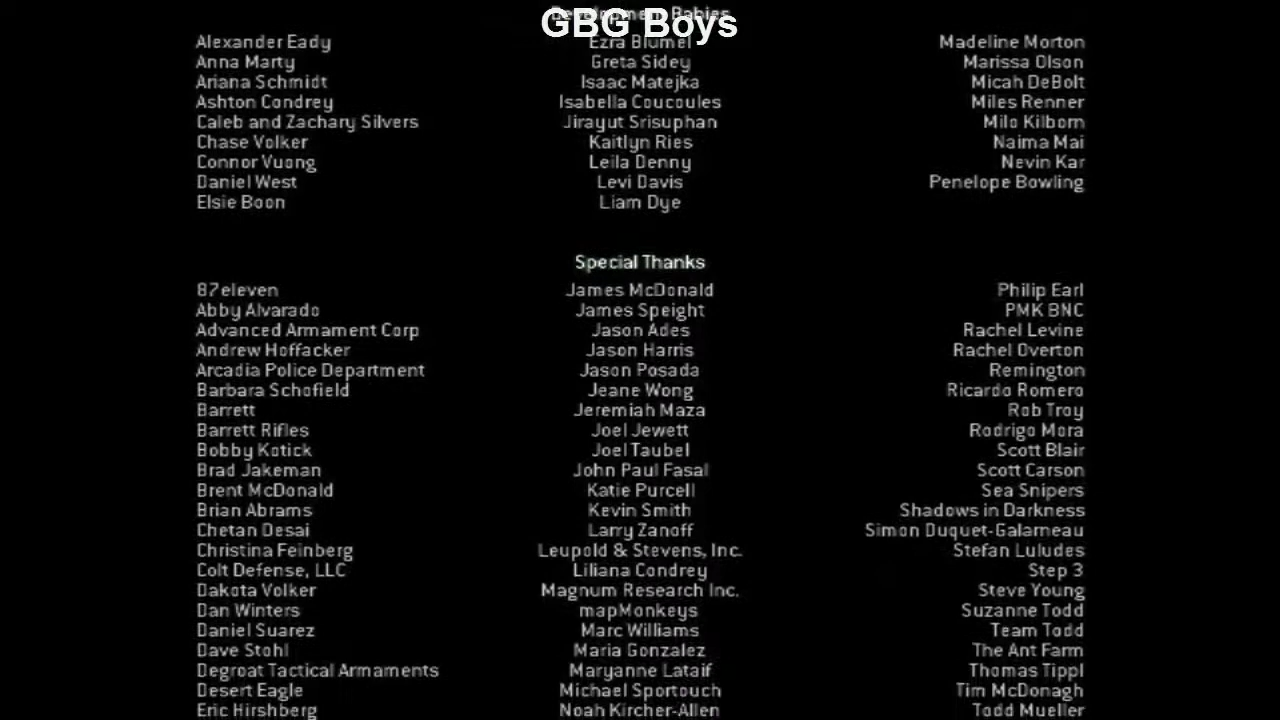 Development Babies
GBG Boys
Alexander Eady
Anna Marty
Ariana Schmidt
Ashton Condrey
Caleb and Zachary Silvers
Chase Volker
Connor Vuong
Daniel West
Elsie Boon
Ezra Blumel
Greta Sidey
Isaac Matejka
Isabella Coucoules
Jirayut Srisuphan
Kaitlyn Ries
Leila Denny
Levi Davis
Liam Dye
Madeline Morton
Marissa Olson
Micah DeBolt
Miles Renner
Milo Kilborn
Naima Mai
Nevin Kar
Penelope Bowling
Special Thanks
87eleven
Abby Alvarado
Advanced Armament Corp
Andrew Hoffacker
Arcadia Police Department
Barbara Schofield
Barrett
Barrett Rifles
Bobby Kotick
Brad Jakeman
Brent McDonald
Brian Abrams
Chetan Desai
Christina Feinberg
Colt Defense, LLC
Dakota Volker
Dan Winters
Daniel Suarez
Dave Stohl
Degroat Tactical Armaments
Desert Eagle
Eric Hirshberg
James McDonald
James Speight
Jason Ades
Jason Harris
Jason Posada
Jeane Wong
Jeremiah Maza
Joel Jewett
Joel Taubel
John Paul Fasal
Katie Purcell
Kevin Smith
Larry Zanoff
Leupold & Stevens, Inc.
Liliana Condrey
Magnum Research Inc.
mapMonkeys
Marc Williams
Maria Gonzalez
Maryanne Lataif
Michael Sportouch
Noah Kircher-Allen
Philip Earl
PMK BNC
Rachel Levine
Rachel Overton
Remington
Ricardo Romero
Rob Troy
Rodrigo Mora
Scott Blair
Scott Carson
Sea Snipers
Shadows in Darkness
Simon Duquet-Galarneau
Stefan Luludes
Step 3
Steve Young
Suzanne Todd
Team Todd
The Ant Farm
Thomas Tippl
Tim McDonagh
Todd Mueller